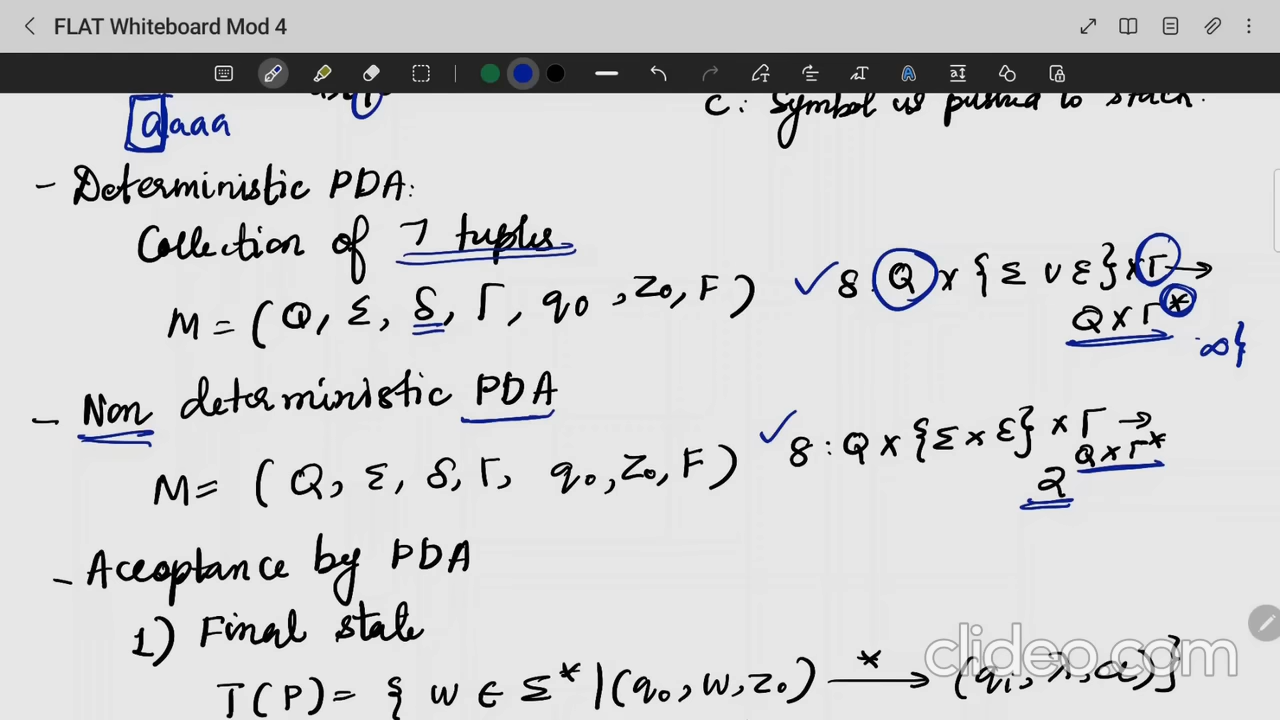 FLAT Whiteboard Mod 4
C: Symbol is pushed to stack.
aaaa
- Deterministic PDA:
Collection of 7 tuples
M = ( Q, Σ, δ, Γ, q0, Z0, F )
✓ δ Q × { Σ ∪ ε } × Γ →
Q × Γ*
∞}
- Non deterministic PDA
M = ( Q, Σ, δ, Γ, q0, Z0, F )
✓ δ : Q × { Σ × ε } × Γ →
2 Q × Γ*
- Acceptance by PDA
1) Final state
T(P) = { w ∈ Σ* | (q0, w, z0) —*→ (qi, λ, α) }
clideo.com